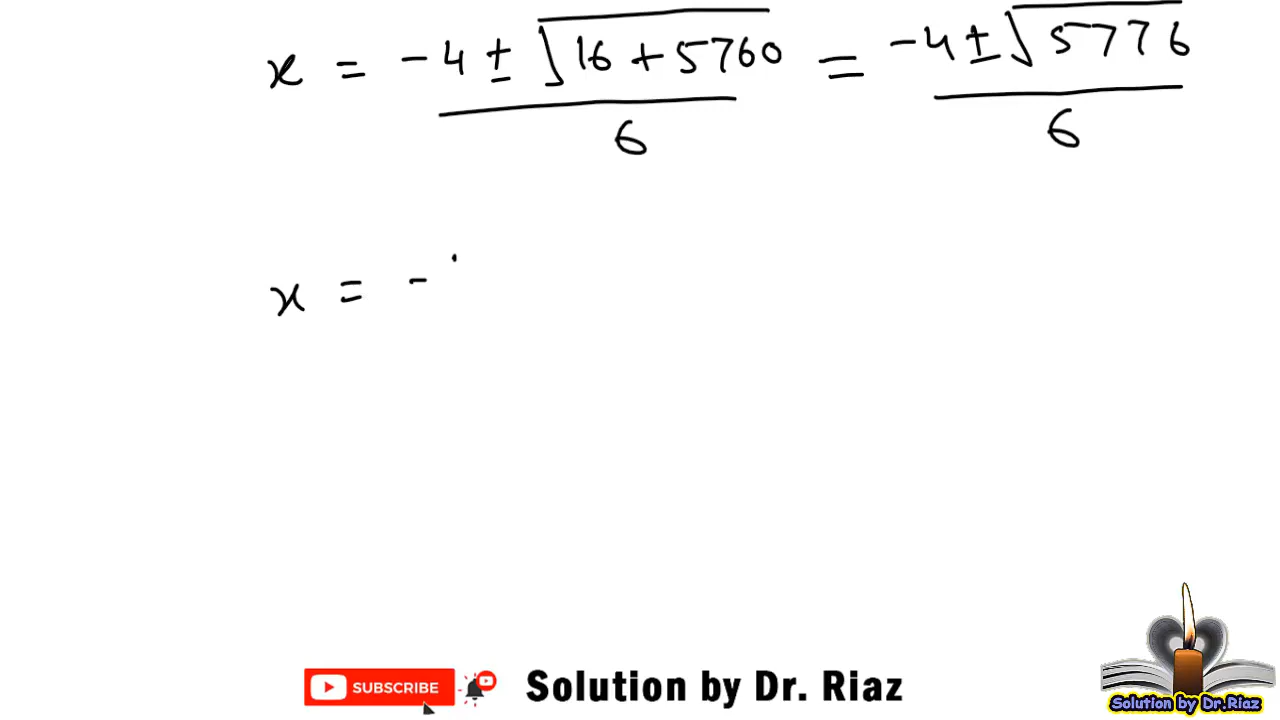 x = -4 ± √16 + 5760 / 6 = -4 ± √5776 / 6
x = -
SUBSCRIBE
Solution by Dr. Riaz
Solution by Dr.Riaz